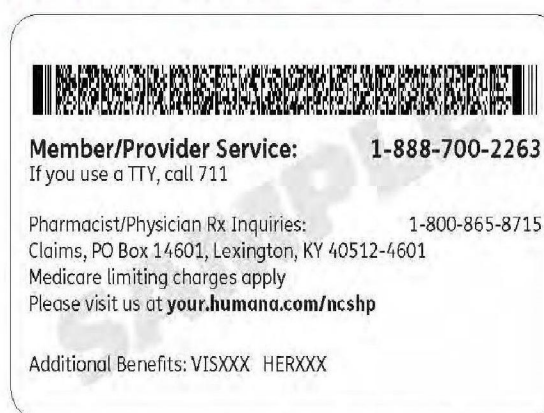 Member/Provider Service: 1-888-700-2263
If you use a TTY, call 711
Pharmacist/Physician Rx Inquiries: 1-800-865-8715
Claims, PO Box 14601, Lexington, KY 40512-4601
Medicare limiting charges apply
Please visit us at your.humana.com/ncshp
Additional Benefits: VISXXX HERXXX
SAMPLE